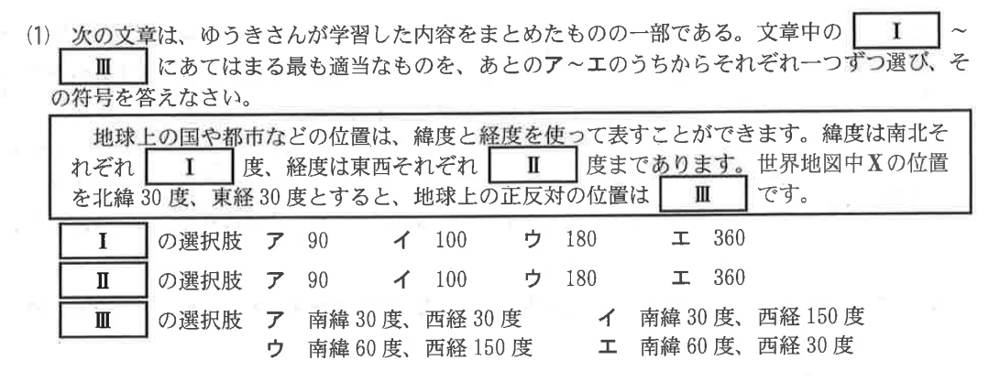 (1) 次の文章は、ゆうきさんが学習した内容をまとめたものの一部である。文章中の Ⅰ ～
Ⅲ にあてはまる最も適当なものを、あとのア～エのうちからそれぞれ一つずつ選び、そ
の符号を答えなさい。
地球上の国や都市などの位置は、緯度と経度を使って表すことができます。緯度は南北そ
れぞれ Ⅰ 度、経度は東西それぞれ Ⅱ 度まであります。世界地図中Xの位置
を北緯 30 度、東経 30 度とすると、地球上の正反対の位置は Ⅲ です。
Ⅰ の選択肢 ア 90 イ 100 ウ 180 エ 360
Ⅱ の選択肢 ア 90 イ 100 ウ 180 エ 360
Ⅲ の選択肢 ア 南緯 30 度、西経 30 度 イ 南緯 30 度、西経 150 度
ウ 南緯 60 度、西経 150 度 エ 南緯 60 度、西経 30 度